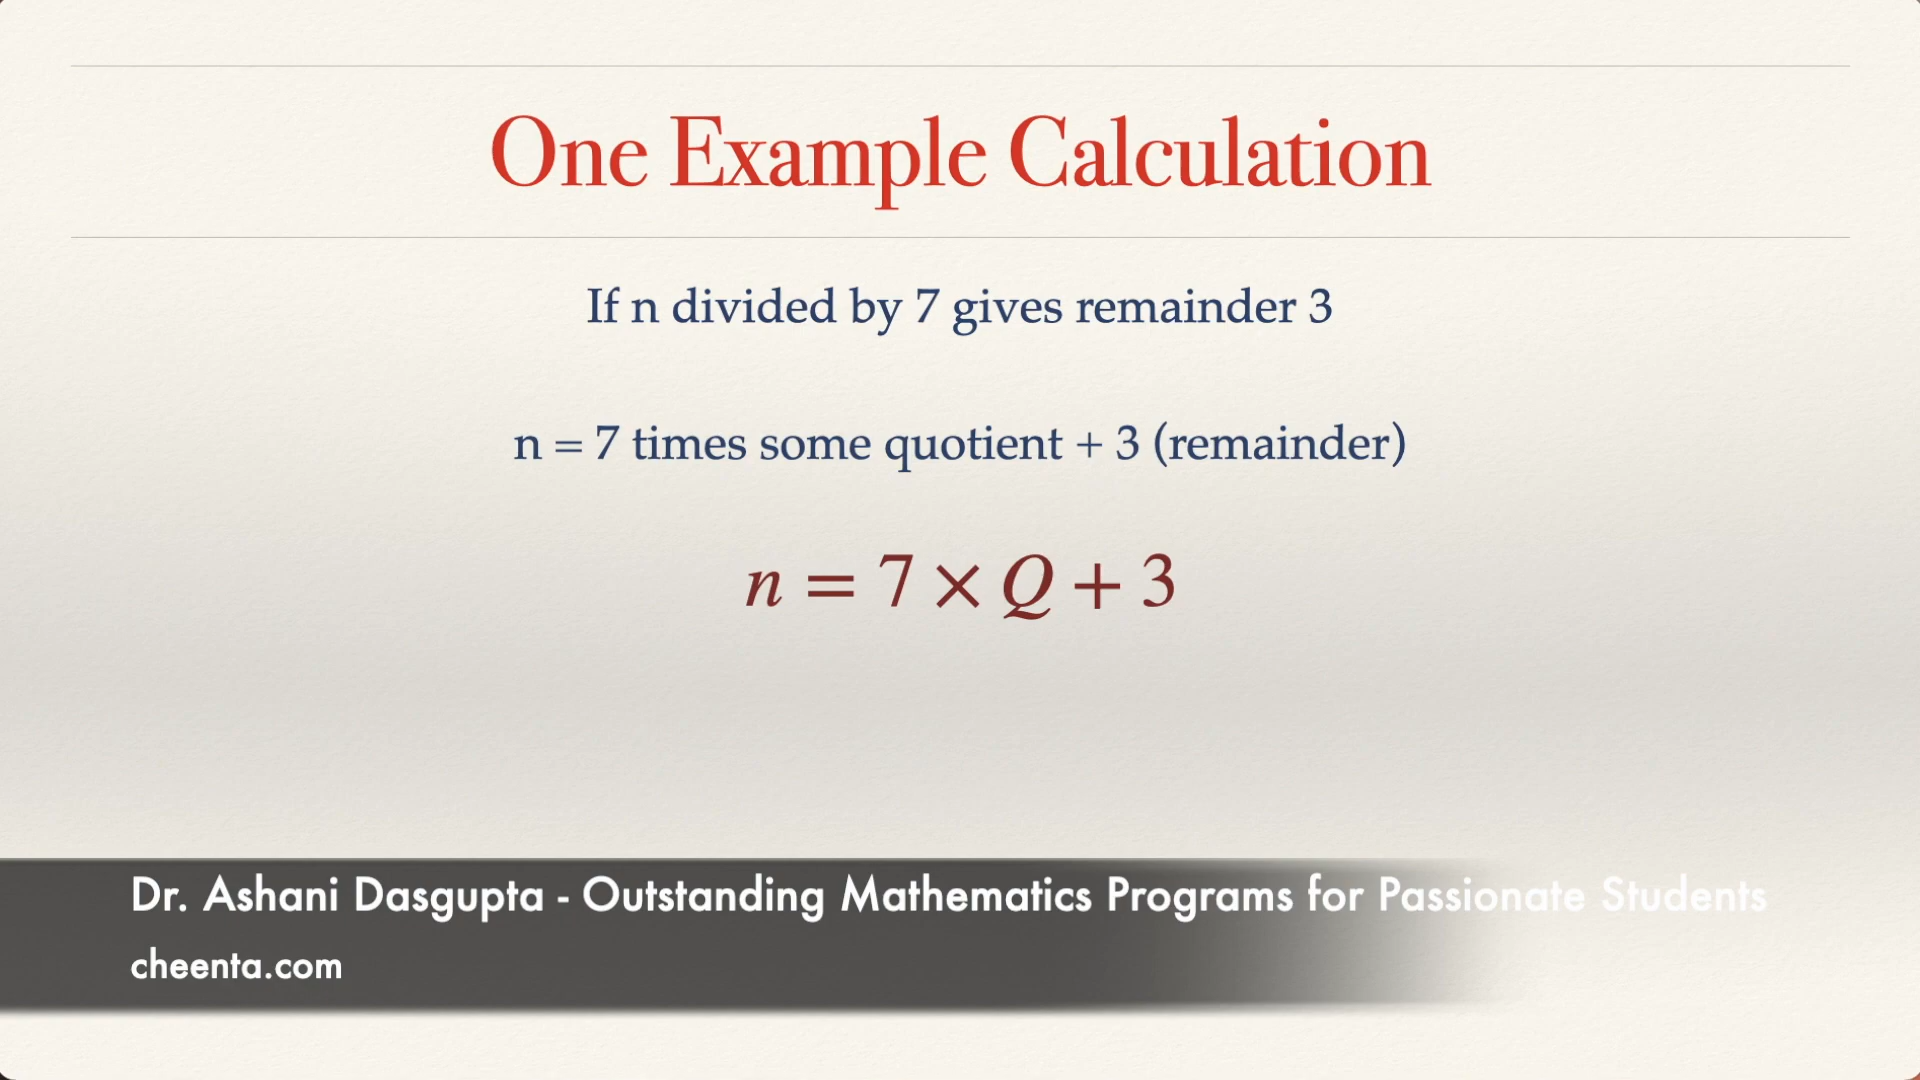 One Example Calculation
If n divided by 7 gives remainder 3
n = 7 times some quotient + 3 (remainder)
n = 7 × Q + 3
Dr. Ashani Dasgupta - Outstanding Mathematics Programs for Passionate Students
cheenta.com